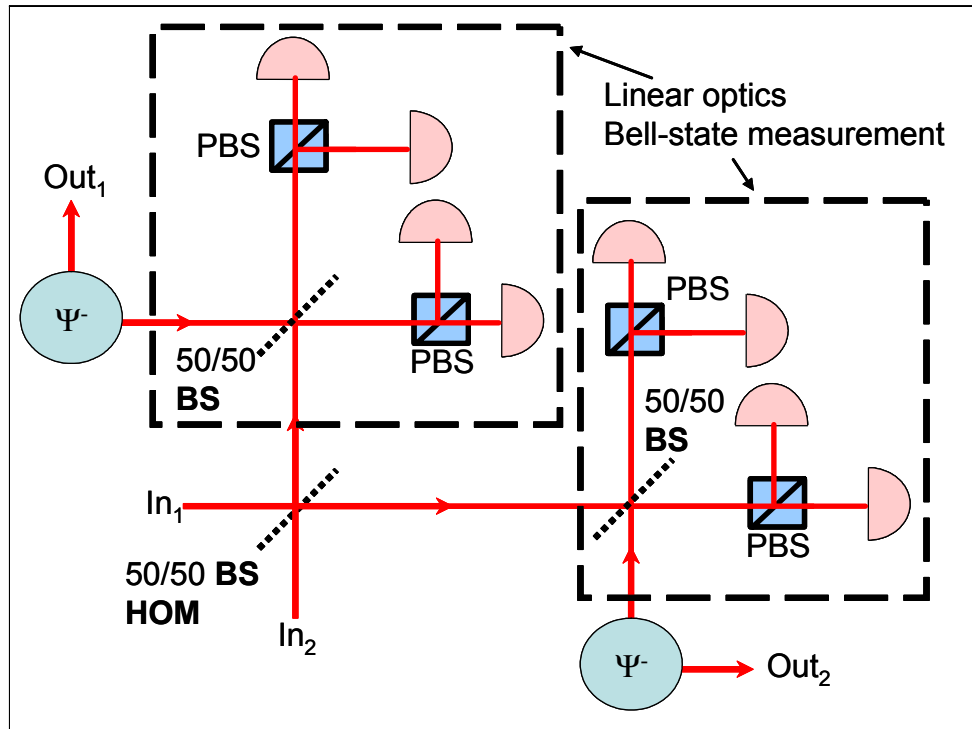 Linear optics
Bell-state measurement
PBS
Out₁
Ψ⁻
PBS
50/50
BS
PBS
50/50
BS
PBS
In₁
50/50 BS
HOM
In₂
Ψ⁻
Out₂